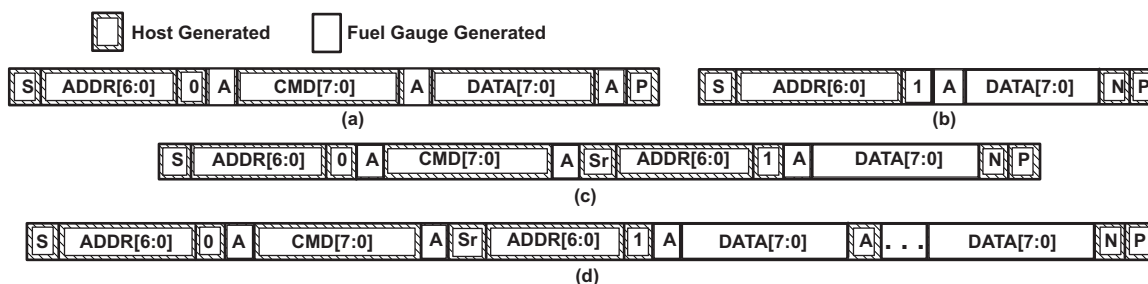 Host Generated Fuel Gauge Generated
S ADDR[6:0] 0 A CMD[7:0] A DATA[7:0] A P S ADDR[6:0] 1 A DATA[7:0] N P
(a) (b)
S ADDR[6:0] 0 A CMD[7:0] A Sr ADDR[6:0] 1 A DATA[7:0] N P
(c)
S ADDR[6:0] 0 A CMD[7:0] A Sr ADDR[6:0] 1 A DATA[7:0] A . . . DATA[7:0] N P
(d)